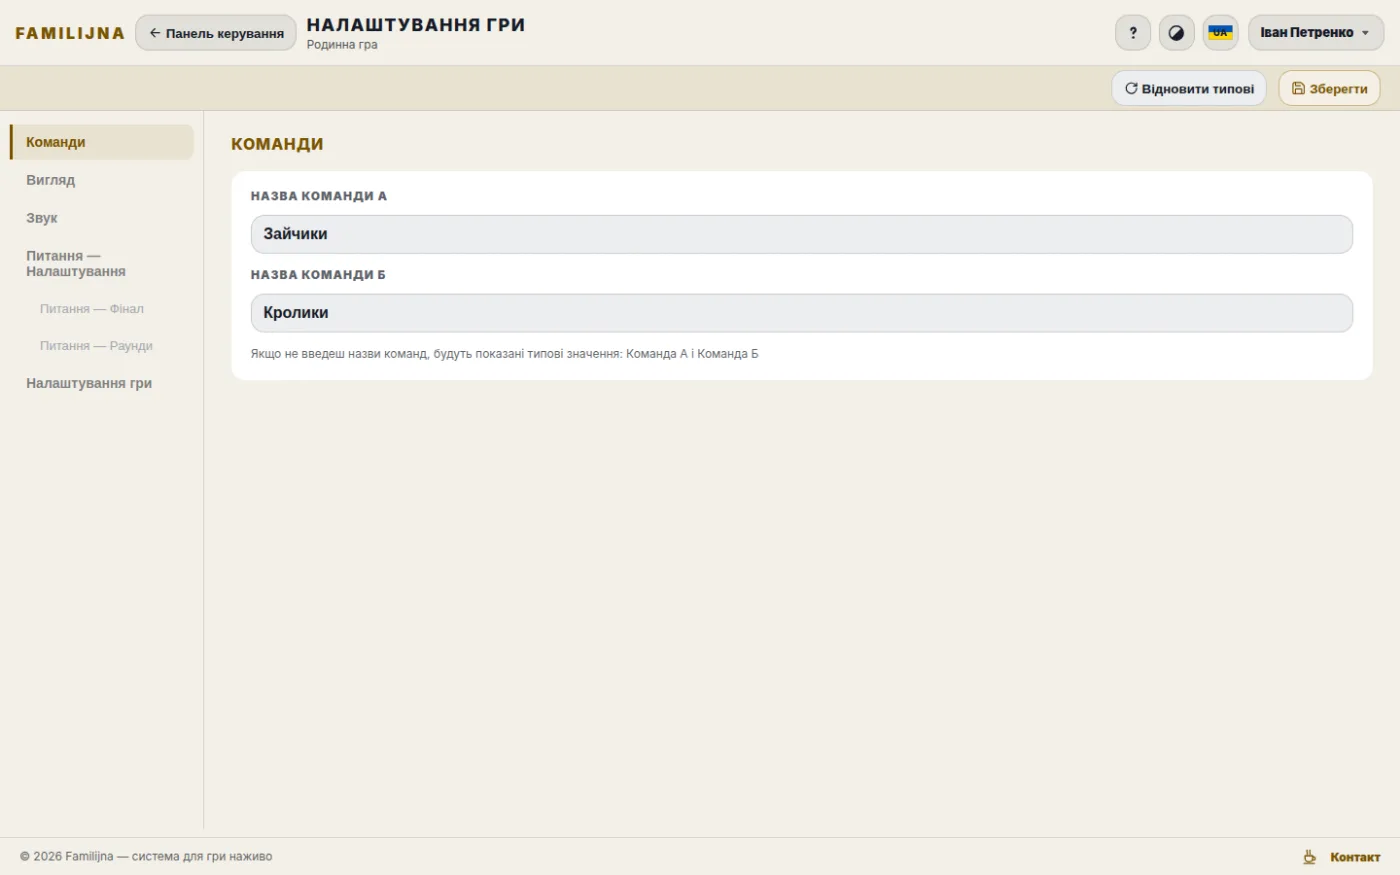 FAMILIJNA
← Панель керування
НАЛАШТУВАННЯ ГРИ
Родинна гра
?
UA
Іван Петренко
Відновити типові
Зберегти
Команди
Вигляд
Звук
Питання —
Налаштування
Питання — Фінал
Питання — Раунди
Налаштування гри
КОМАНДИ
НАЗВА КОМАНДИ А
Зайчики
НАЗВА КОМАНДИ Б
Кролики
Якщо не введеш назви команд, будуть показані типові значення: Команда А і Команда Б
© 2026 Familijna — система для гри наживо
Контакт